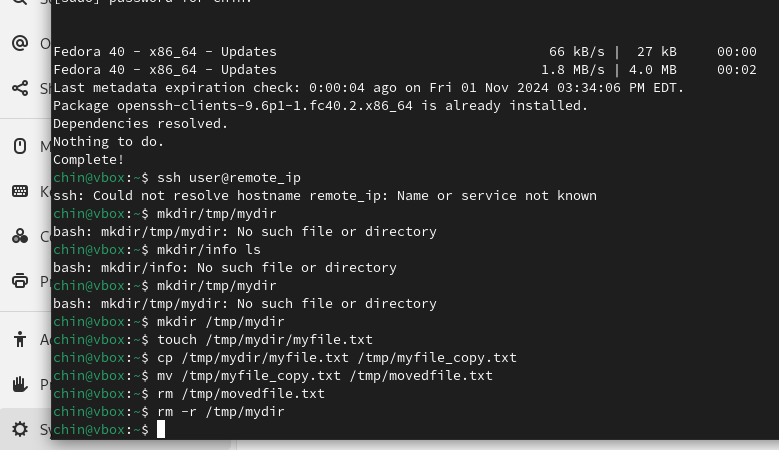 [sudo] password for chin:
Fedora 40 - x86_64 - Updates 66 kB/s | 27 kB 00:00
Fedora 40 - x86_64 - Updates 1.8 MB/s | 4.0 MB 00:02
Last metadata expiration check: 0:00:04 ago on Fri 01 Nov 2024 03:34:06 PM EDT.
Package openssh-clients-9.6p1-1.fc40.2.x86_64 is already installed.
Dependencies resolved.
Nothing to do.
Complete!
chin@vbox:~$ ssh user@remote_ip
ssh: Could not resolve hostname remote_ip: Name or service not known
chin@vbox:~$ mkdir/tmp/mydir
bash: mkdir/tmp/mydir: No such file or directory
chin@vbox:~$ mkdir/info ls
bash: mkdir/info: No such file or directory
chin@vbox:~$ mkdir/tmp/mydir
bash: mkdir/tmp/mydir: No such file or directory
chin@vbox:~$ mkdir /tmp/mydir
chin@vbox:~$ touch /tmp/mydir/myfile.txt
chin@vbox:~$ cp /tmp/mydir/myfile.txt /tmp/myfile_copy.txt
chin@vbox:~$ mv /tmp/myfile_copy.txt /tmp/movedfile.txt
chin@vbox:~$ rm /tmp/movedfile.txt
chin@vbox:~$ rm -r /tmp/mydir
chin@vbox:~$